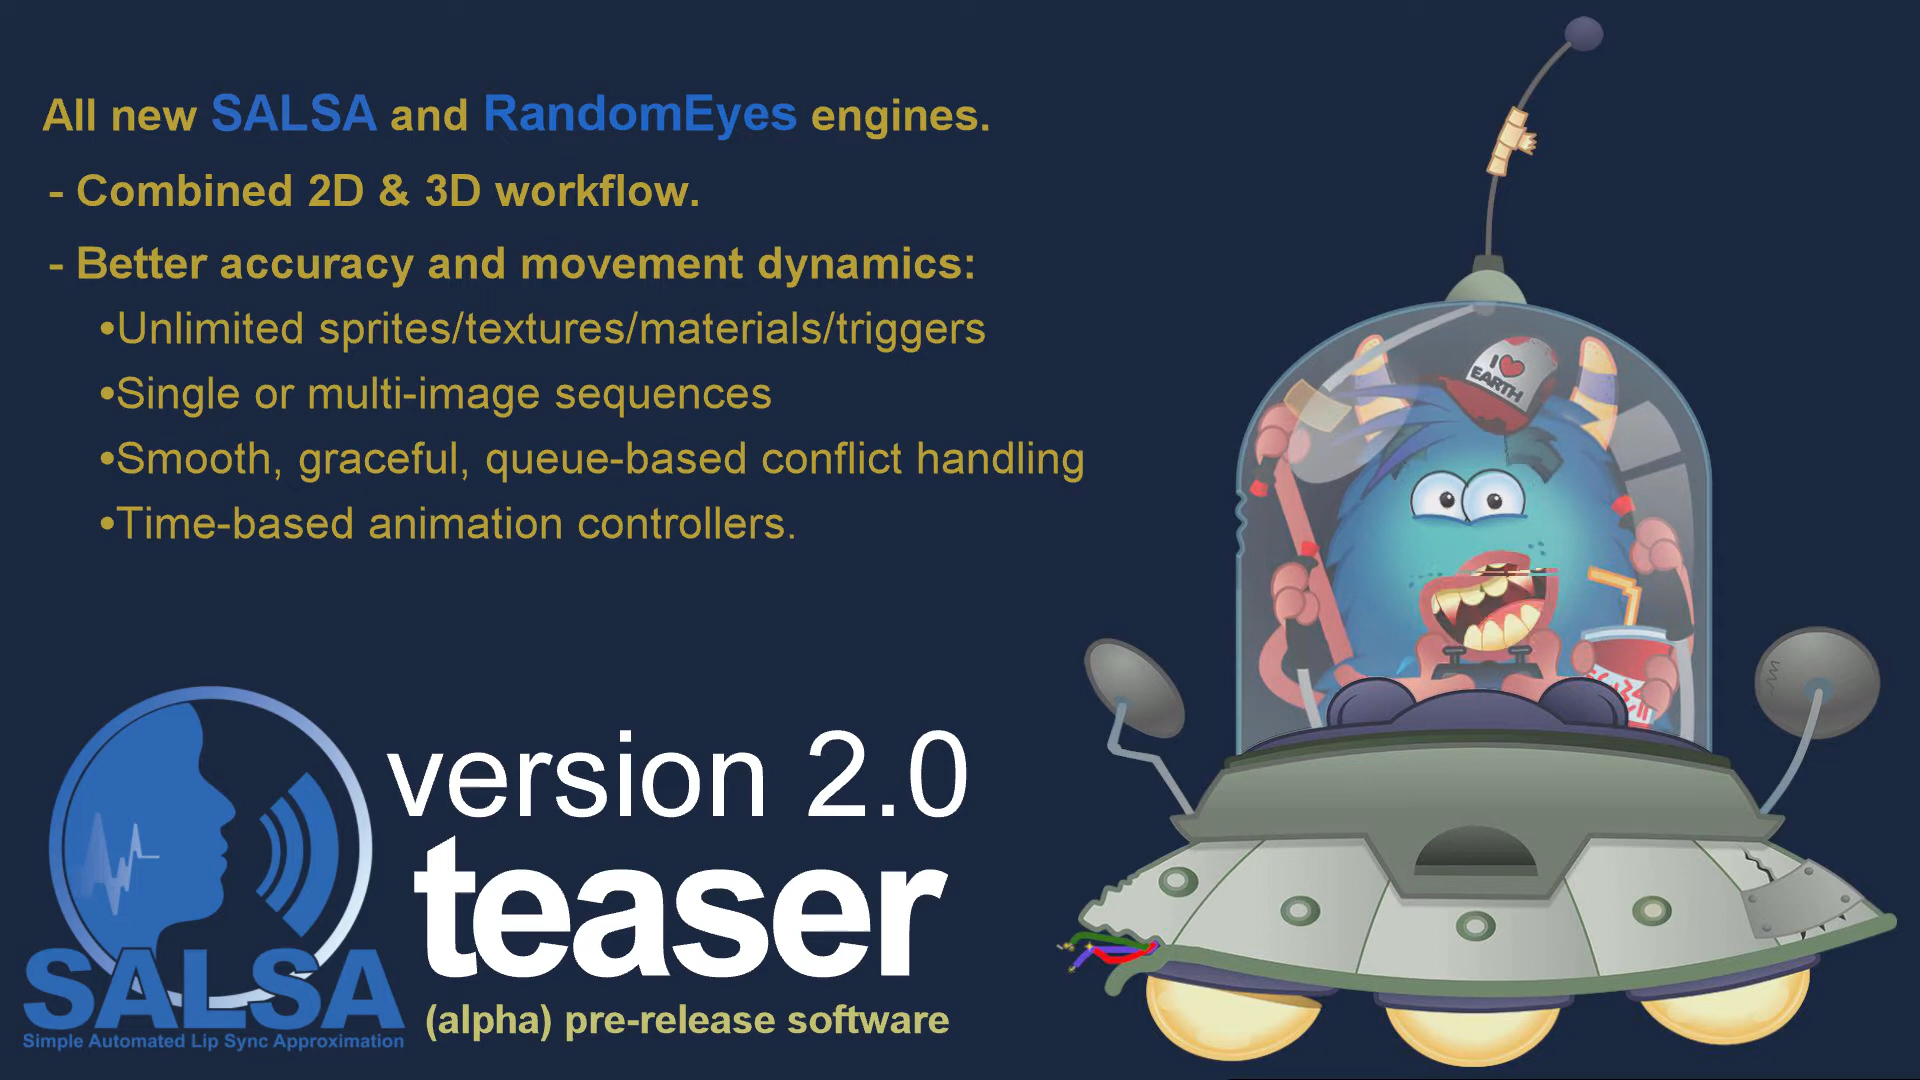 All new SALSA and RandomEyes engines.
- Combined 2D & 3D workflow.
- Better accuracy and movement dynamics:
•Unlimited sprites/textures/materials/triggers
•Single or multi-image sequences
•Smooth, graceful, queue-based conflict handling
•Time-based animation controllers.
I ♥
EARTH
version 2.0
teaser
(alpha) pre-release software
SALSA
Simple Automated Lip Sync Approximation